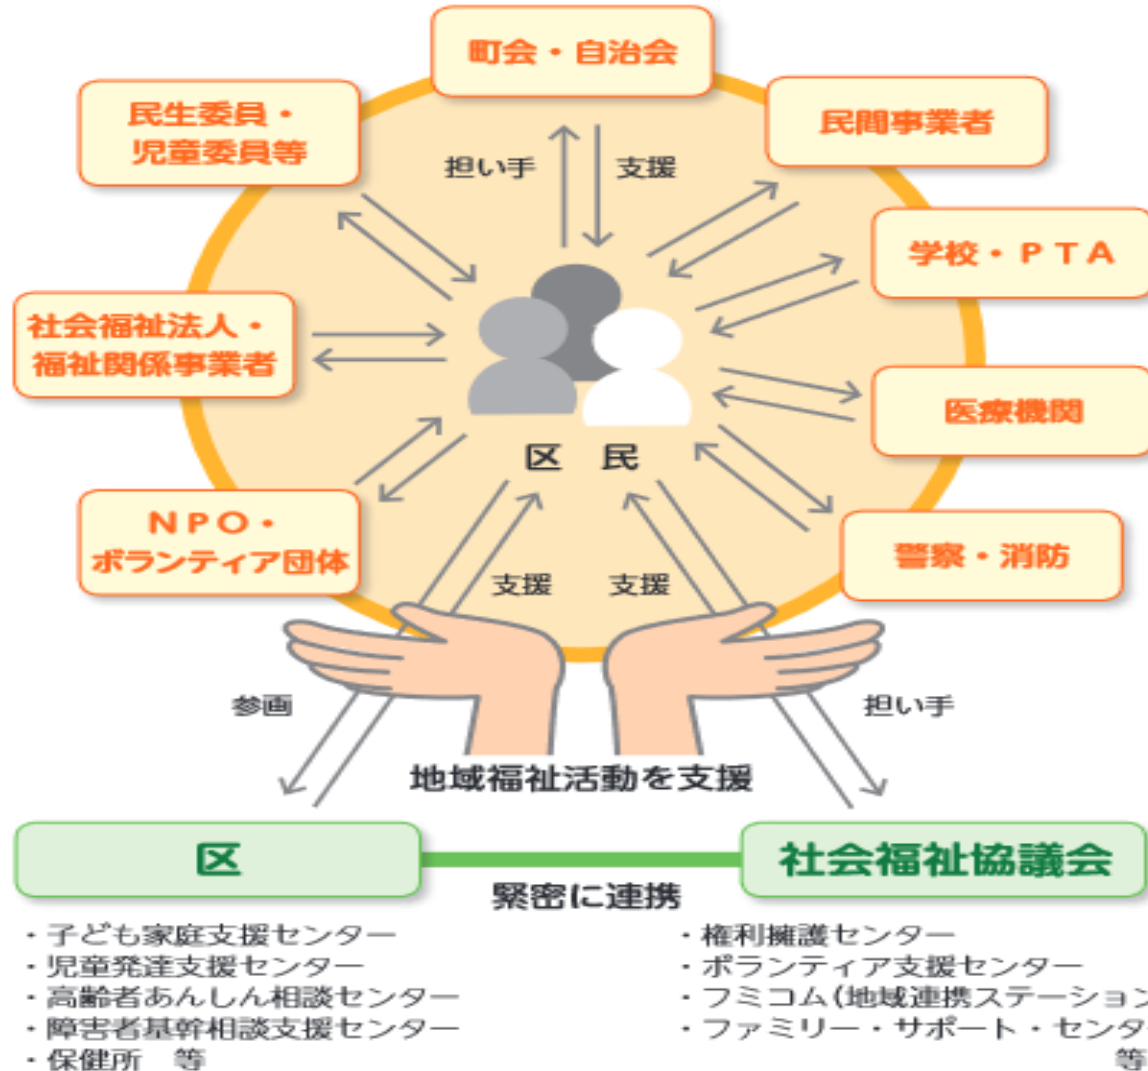 町会・自治会
民生委員・
児童委員等
民間事業者
担い手
支援
学校・PTA
社会福祉法人・
福祉関係事業者
医療機関
区 民
NPO・
ボランティア団体
警察・消防
支援
支援
参画
担い手
地域福祉活動を支援
区
社会福祉協議会
緊密に連携
・子ども家庭支援センター
・児童発達支援センター
・高齢者あんしん相談センター
・障害者基幹相談支援センター
・保健所 等
・権利擁護センター
・ボランティア支援センター
・フミコム(地域連携ステーション
・ファミリー・サポート・センタ
等